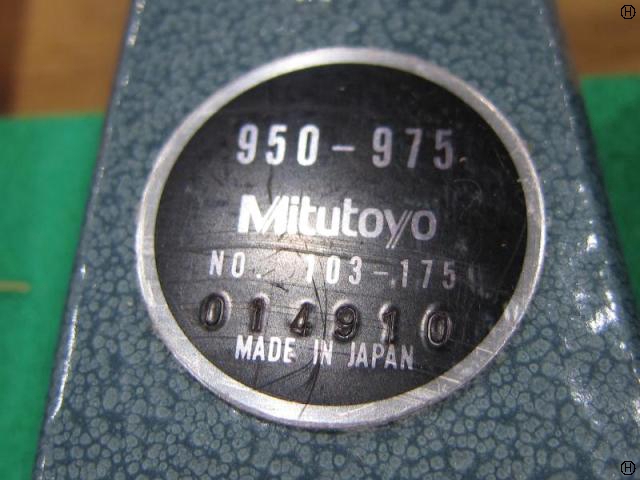 950-975
Mitutoyo
NO. 103-175
014910
MADE IN JAPAN
H
H